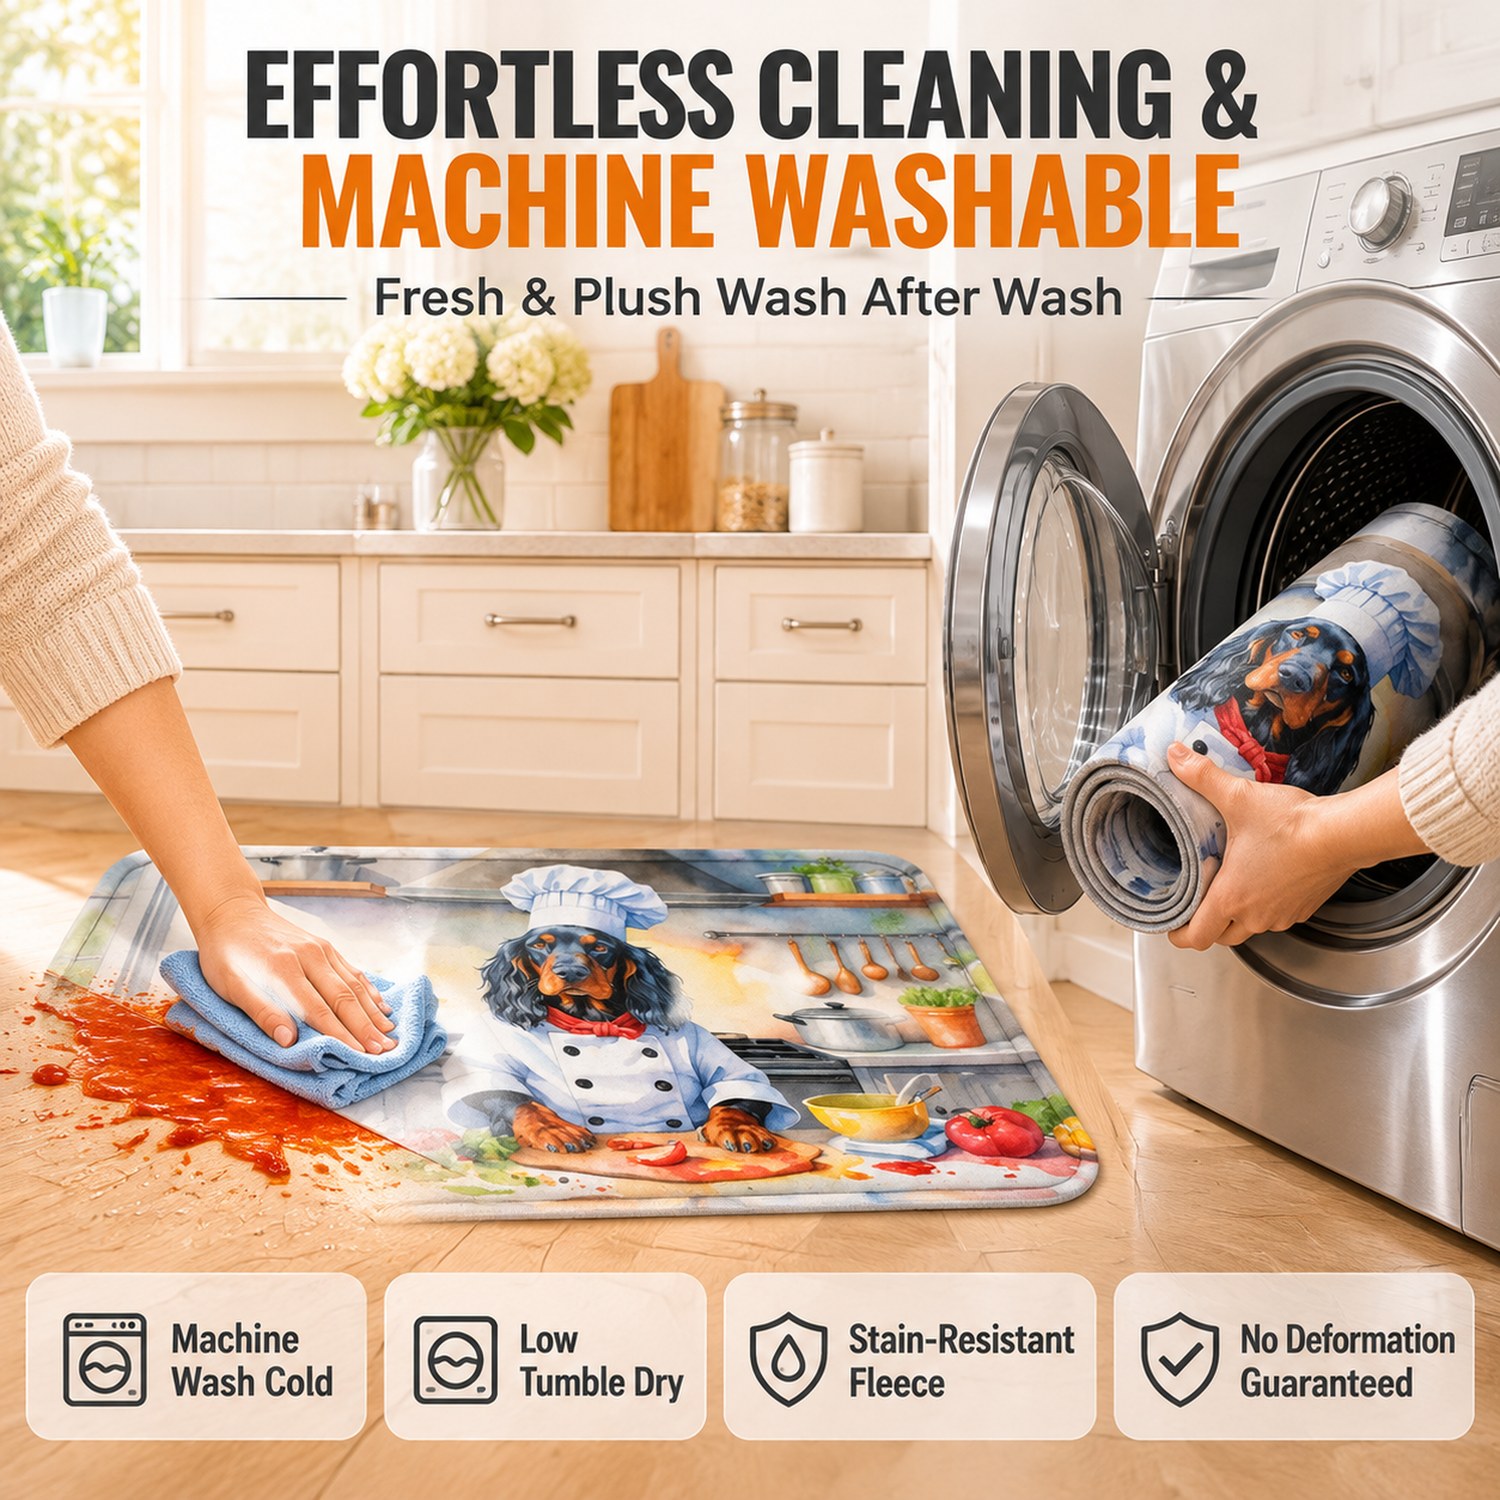 EFFORTLESS CLEANING &
MACHINE WASHABLE
Fresh & Plush Wash After Wash
Machine
Wash Cold
Low
Tumble Dry
Stain-Resistant
Fleece
No Deformation
Guaranteed